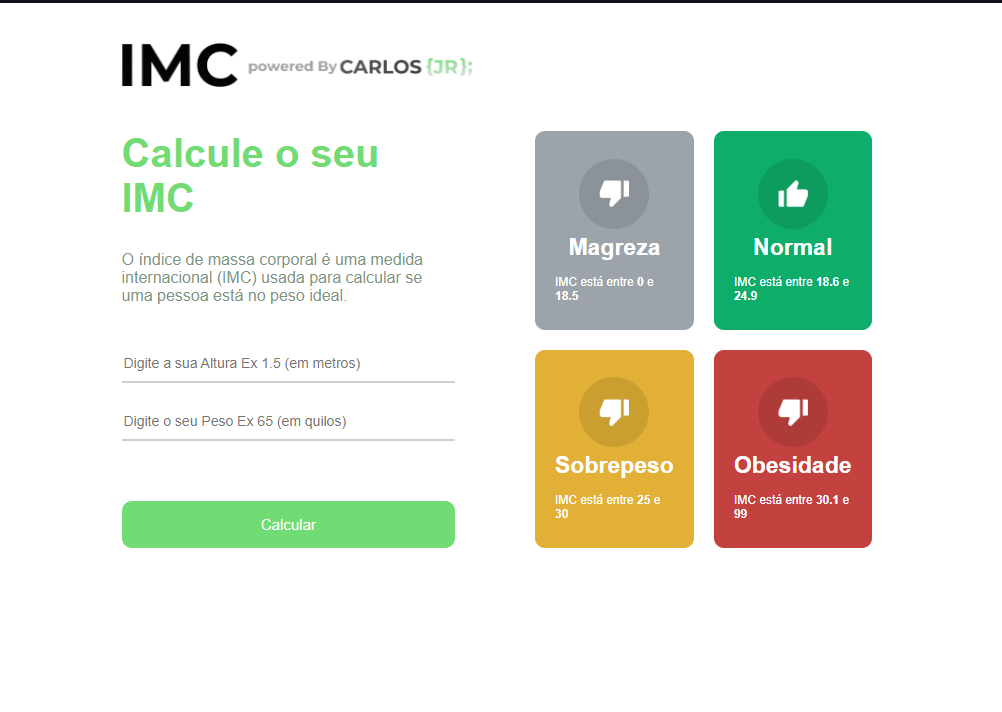 IMC powered By CARLOS {JR};
Calcule o seu
IMC
O índice de massa corporal é uma medida
internacional (IMC) usada para calcular se
uma pessoa está no peso ideal.
Digite a sua Altura Ex 1.5 (em metros)
Digite o seu Peso Ex 65 (em quilos)
Calcular
Magreza
IMC está entre 0 e
18.5
Normal
IMC está entre 18.6 e
24.9
Sobrepeso
IMC está entre 25 e
30
Obesidade
IMC está entre 30.1 e
99